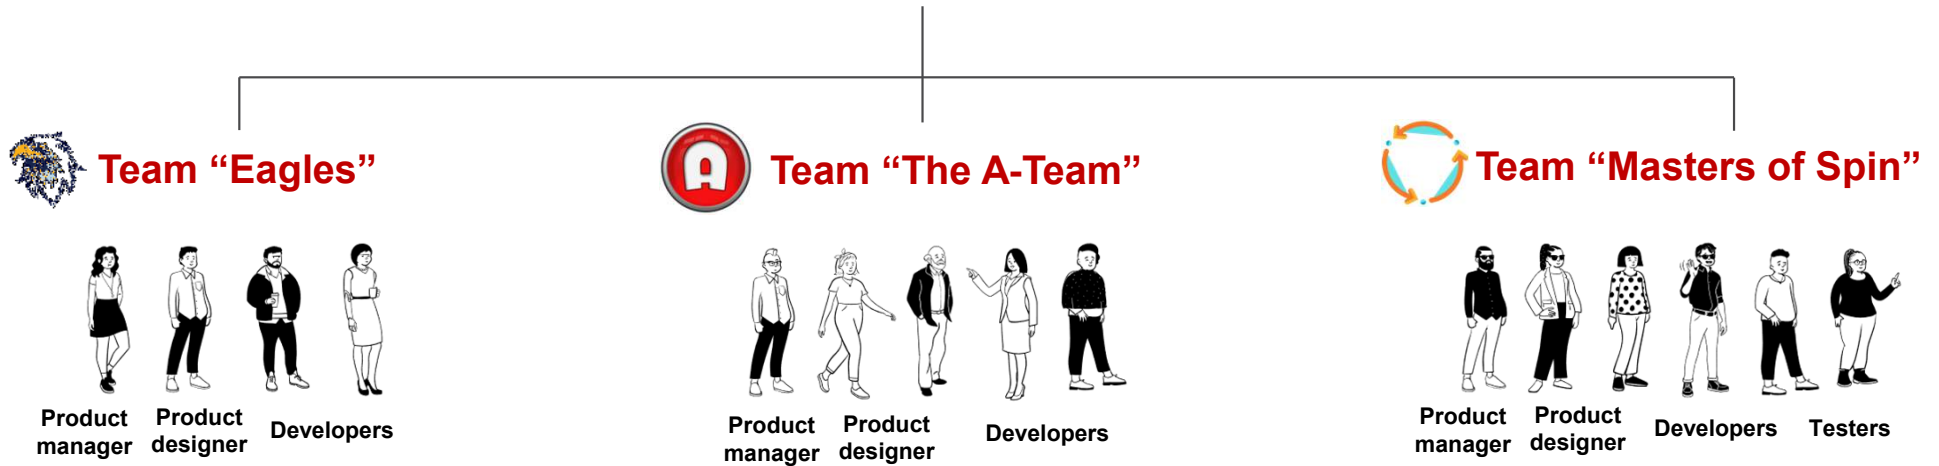 Team “Eagles”
A
Team “The A-Team”
Team “Masters of Spin”
Product
manager
Product
designer
Developers
Product
manager
Product
designer
Developers
Product
manager
Product
designer
Developers
Testers